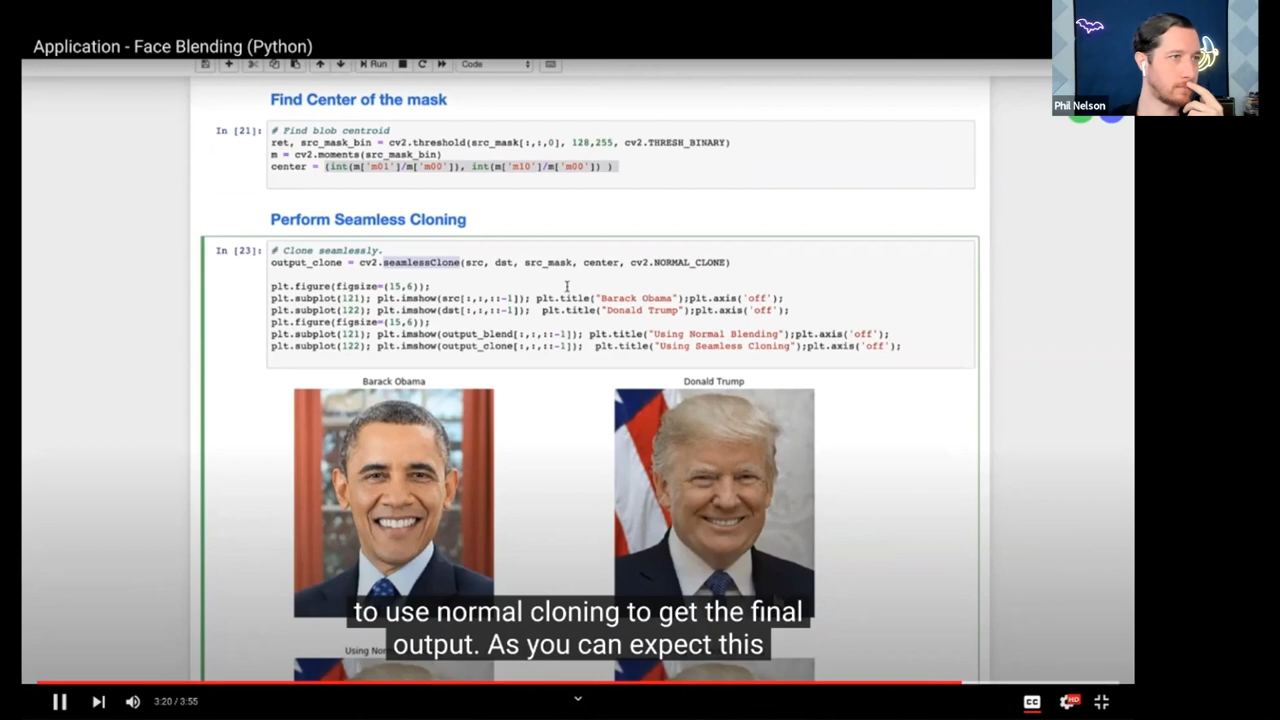 Application - Face Blending (Python)
Run
Code
Phil Nelson
Find Center of the mask
In [21]:
# Find blob centroid
ret, src_mask_bin = cv2.threshold(src_mask[:,:,0], 128,255, cv2.THRESH_BINARY)
m = cv2.moments(src_mask_bin)
center = (int(m['m01']/m['m00']), int(m['m10']/m['m00']) )
Perform Seamless Cloning
In [23]:
# Clone seamlessly.
output_clone = cv2.seamlessClone(src, dst, src_mask, center, cv2.NORMAL_CLONE)
plt.figure(figsize=(15,6));
plt.subplot(121); plt.imshow(src[:,:,::-1]); plt.title("Barack Obama");plt.axis('off');
plt.subplot(122); plt.imshow(dst[:,:,::-1]);  plt.title("Donald Trump");plt.axis('off');
plt.figure(figsize=(15,6));
plt.subplot(121); plt.imshow(output_blend[:,:,::-1]); plt.title("Using Normal Blending");plt.axis('off');
plt.subplot(122); plt.imshow(output_clone[:,:,::-1]);  plt.title("Using Seamless Cloning");plt.axis('off');
Barack Obama
Donald Trump
to use normal cloning to get the final
output. As you can expect this
Using
3:20 / 3:55
CC
HD